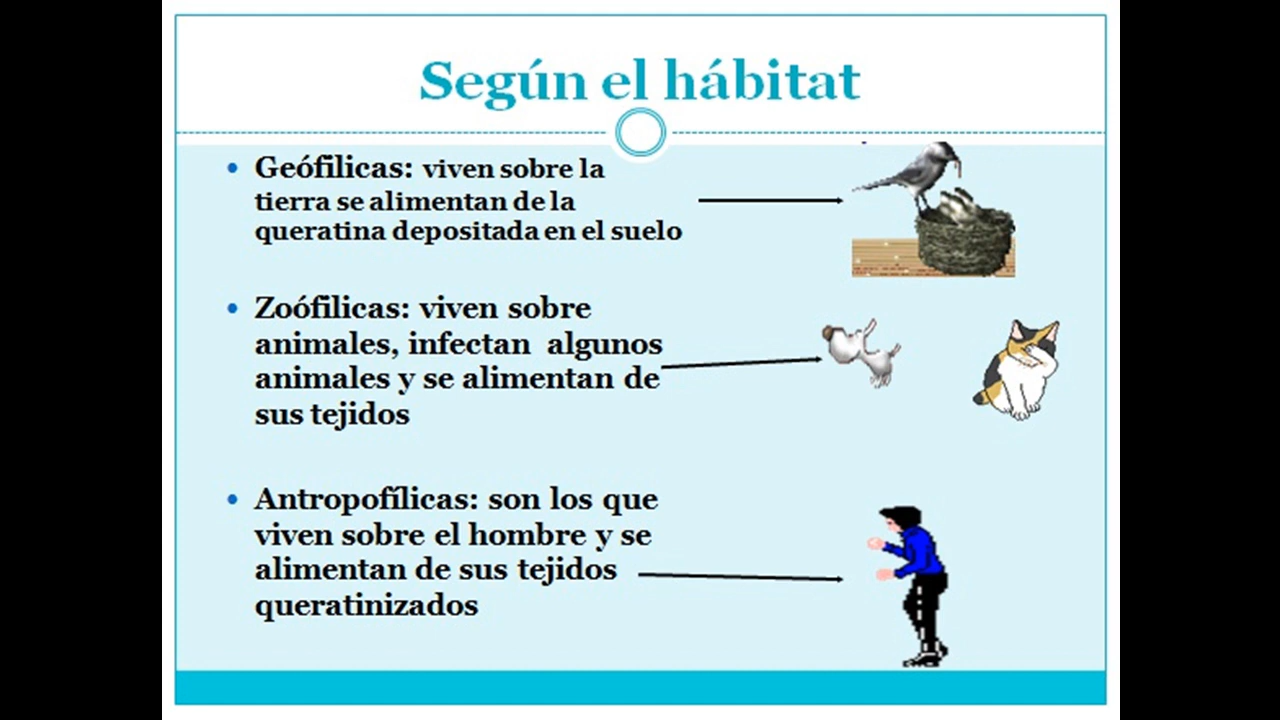 Según el hábitat
Geófilicas: viven sobre la
tierra se alimentan de la
queratina depositada en el suelo
Zoófilicas: viven sobre
animales, infectan algunos
animales y se alimentan de
sus tejidos
Antropofílicas: son los que
viven sobre el hombre y se
alimentan de sus tejidos
queratinizados